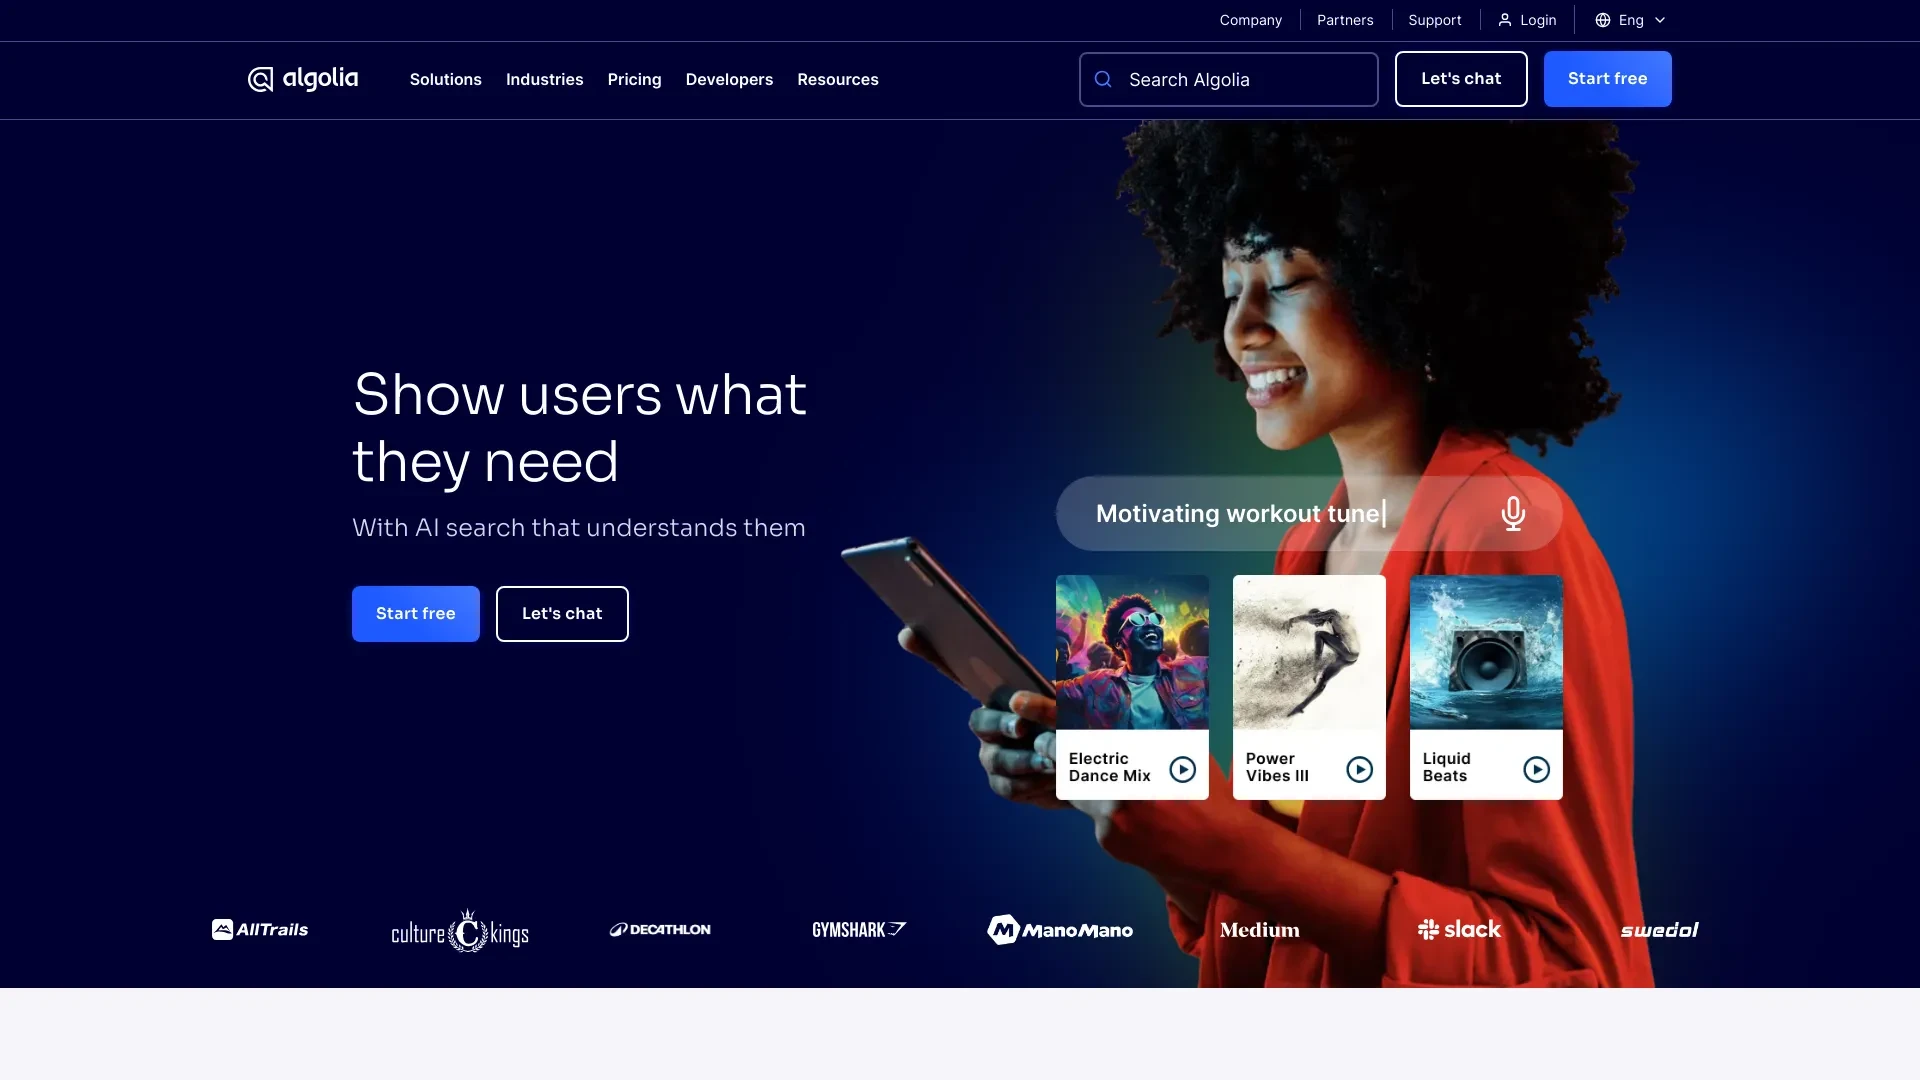 Company
Partners
Support
Login
Eng
algolia
Solutions
Industries
Pricing
Developers
Resources
Search Algolia
Let's chat
Start free
Show users what
they need
With AI search that understands them
Start free
Let's chat
Motivating workout tune
Electric
Dance Mix
Power
Vibes III
Liquid
Beats
AllTrails
culture C kings
DECATHLON
GYMSHARK
ManoMano
Medium
slack
swedol